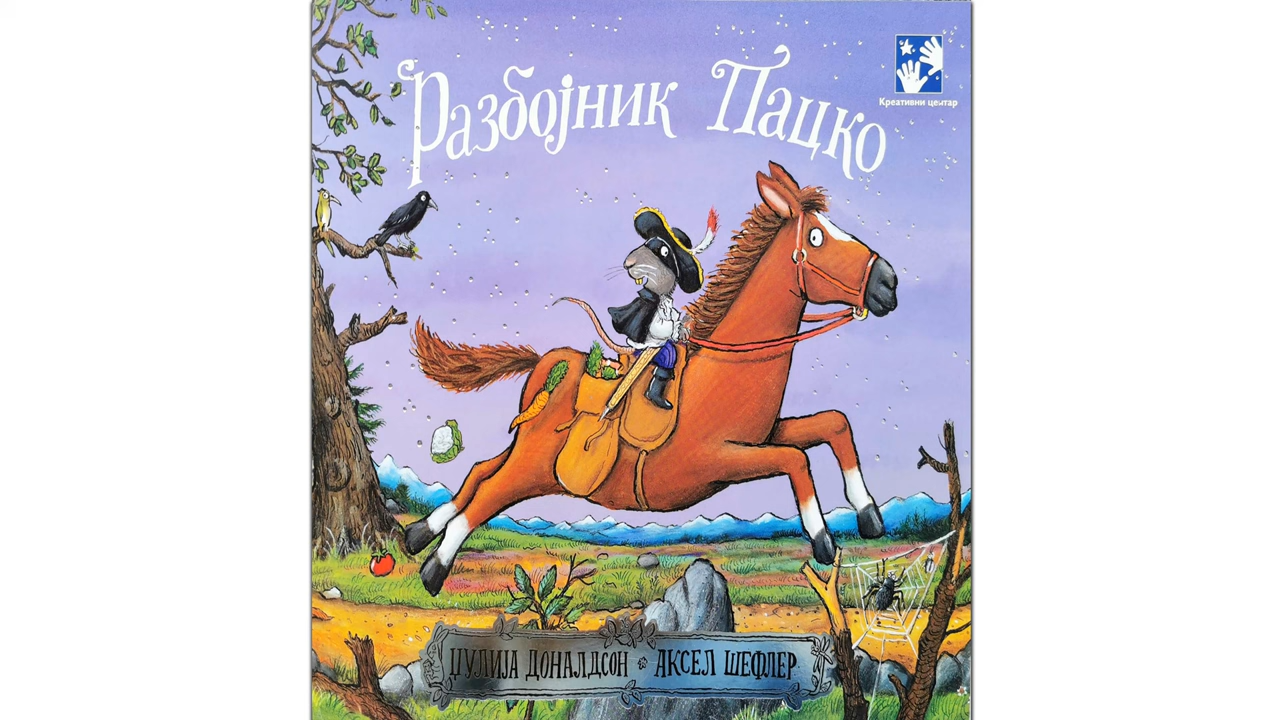 Разбојник Пацко
Креативни центар
ЏУЛИЈА ДОНАЛДСОН • АКСЕЛ ШЕФЛЕР